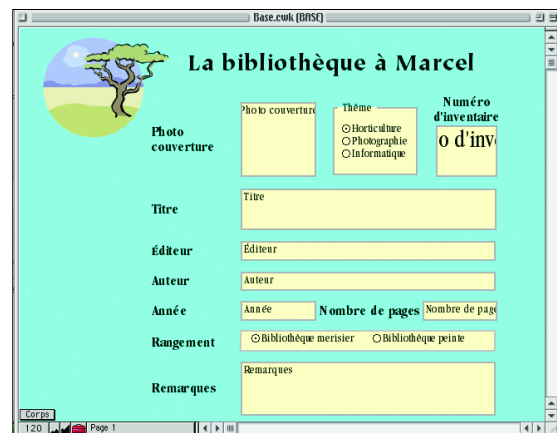 Base.cwk (BASE)
La bibliothèque à Marcel
Photo
couverture
Photo couverture
Thème
Horticulture
Photographie
Informatique
Numéro
d'inventaire
o d'inve
Titre
Titre
Éditeur
Éditeur
Auteur
Auteur
Année
Année
Nombre de pages
Nombre de page
Rangement
Bibliothèque merisier
Bibliothèque peinte
Remarques
Remarques
Corps
120
Page 1